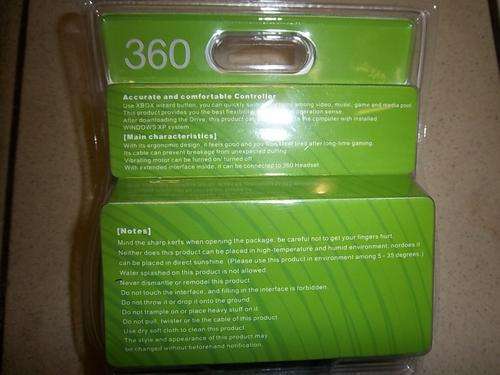 360
Accurate and comfortable Controller
Use XBOX wizard button, you can quickly among video, music, game and media pool
This product provides you the best flexibility operation sense.
After downloading the Drive, this product can the computer with installed
WINDOWS XP system
[Main characteristics]
With its ergonomic design, it feels good and you won't feel tired after long-time gaming.
Its cable can prevent breakage from unexpected pulling
Vibrating motor can be turned on/ turned off
With extended interface inside, it can be connected to 360 Headset
[Notes]
Mind the sharp kerfs when opening the package, be careful not to get your fingers hurt.
Neither does this product can be placed in high-temperature and humid environment, nordoes it
can be placed in direct sunshine. (Please use this product in environment among 5 - 35 degrees.)
Water splashed on this product is not allowed.
Never dismantle or remodel this product
Do not touch the interface, and filling in the interface is forbidden.
Do not throw it or drop it onto the ground.
Do not trample on or place heavy stuff on it.
Do not pull, twister or tie the cable of this product.
Use dry soft cloth to clean this product
The style and appearance of this product may
be changed without beforehand notification.